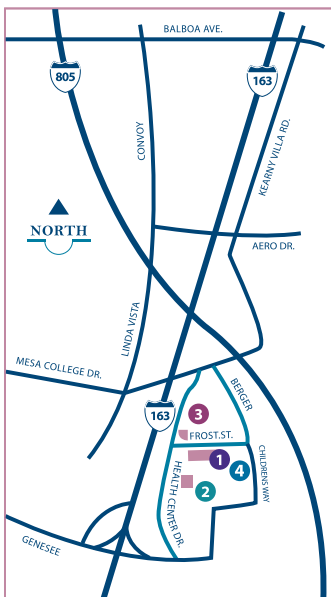 BALBOA AVE.
805
163
CONVOY
KEARNY VILLA RD.
NORTH
AERO DR.
LINDA VISTA
MESA COLLEGE DR.
BERGER
163
3
FROST.ST.
1
4
CHILDRENS WAY
HEALTH CENTER DR.
2
GENESEE